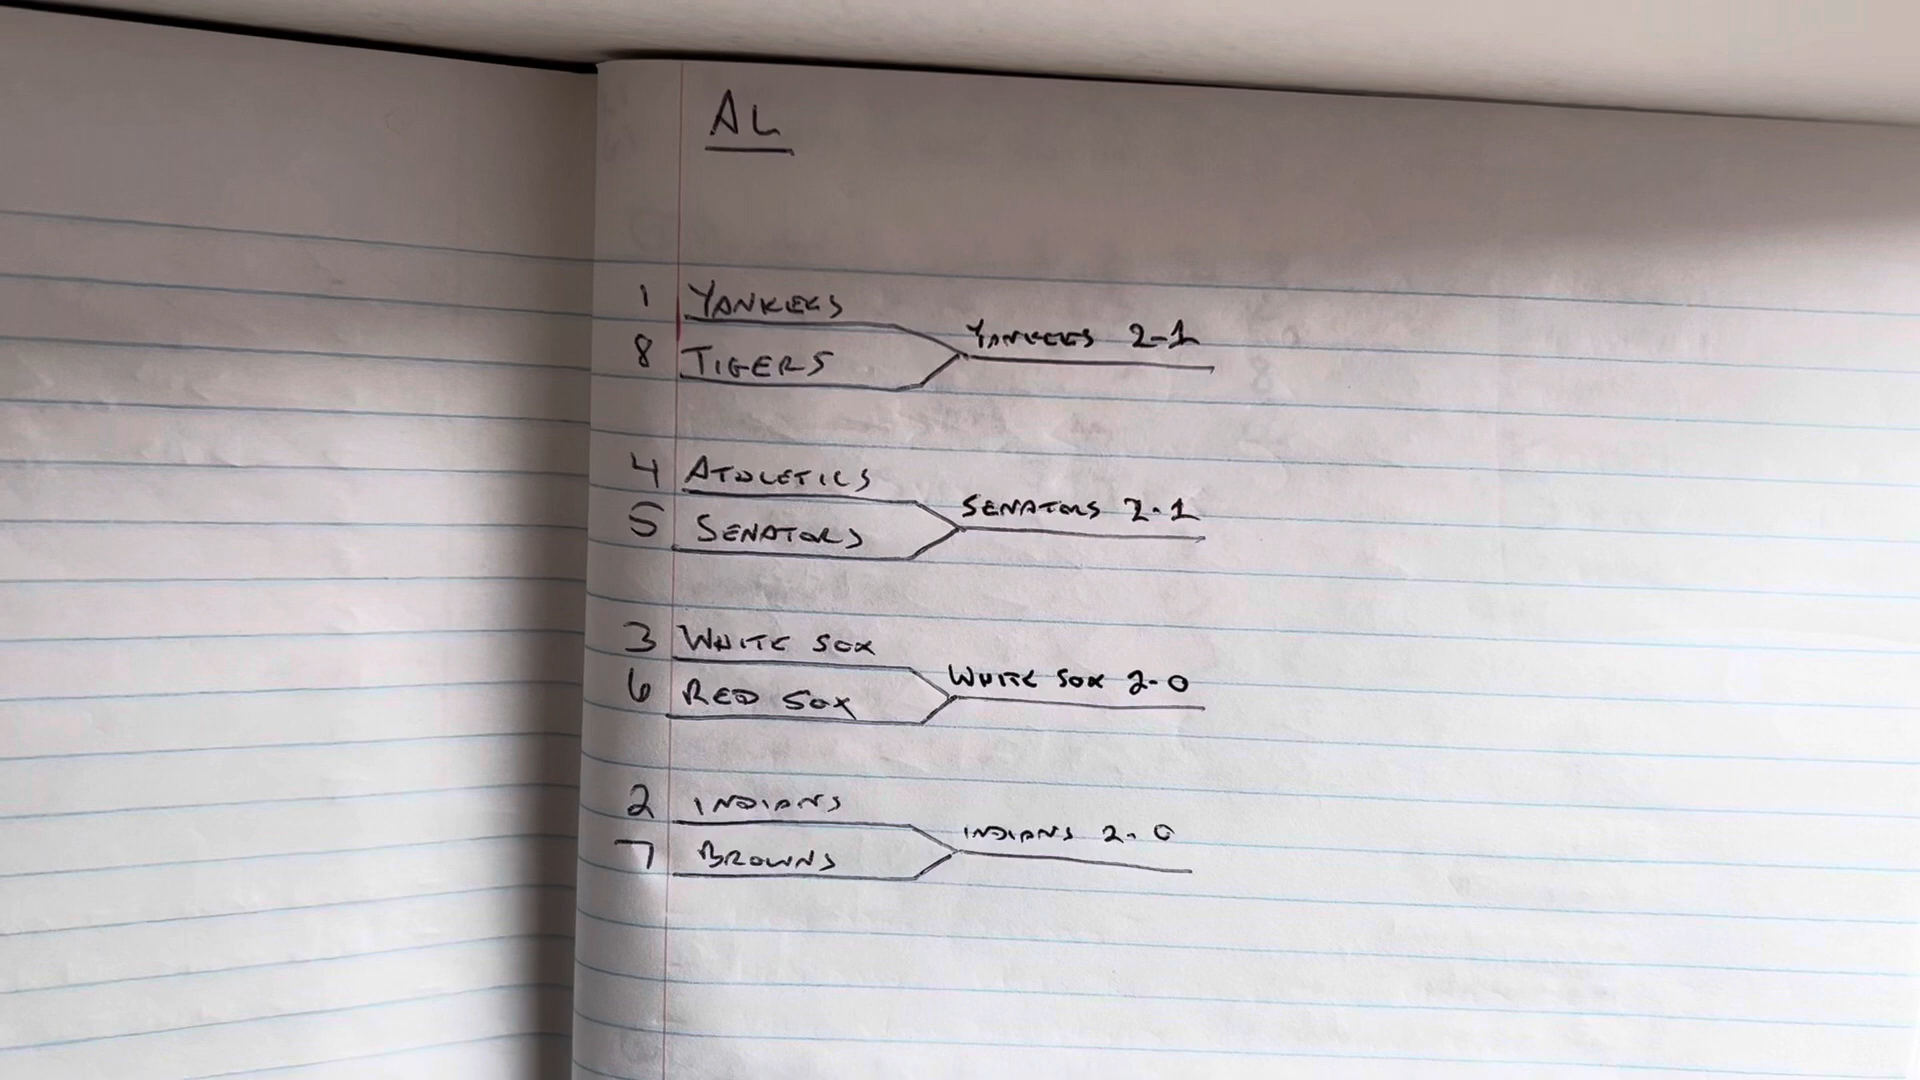 AL
1 YANKEES
YANKEES 2-1
8 TIGERS
4 ATHLETICS
SENATORS 2-1
5 SENATORS
3 WHITE SOX
WHITE SOX 2-0
6 RED SOX
2 INDIANS
INDIANS 2-0
7 BROWNS